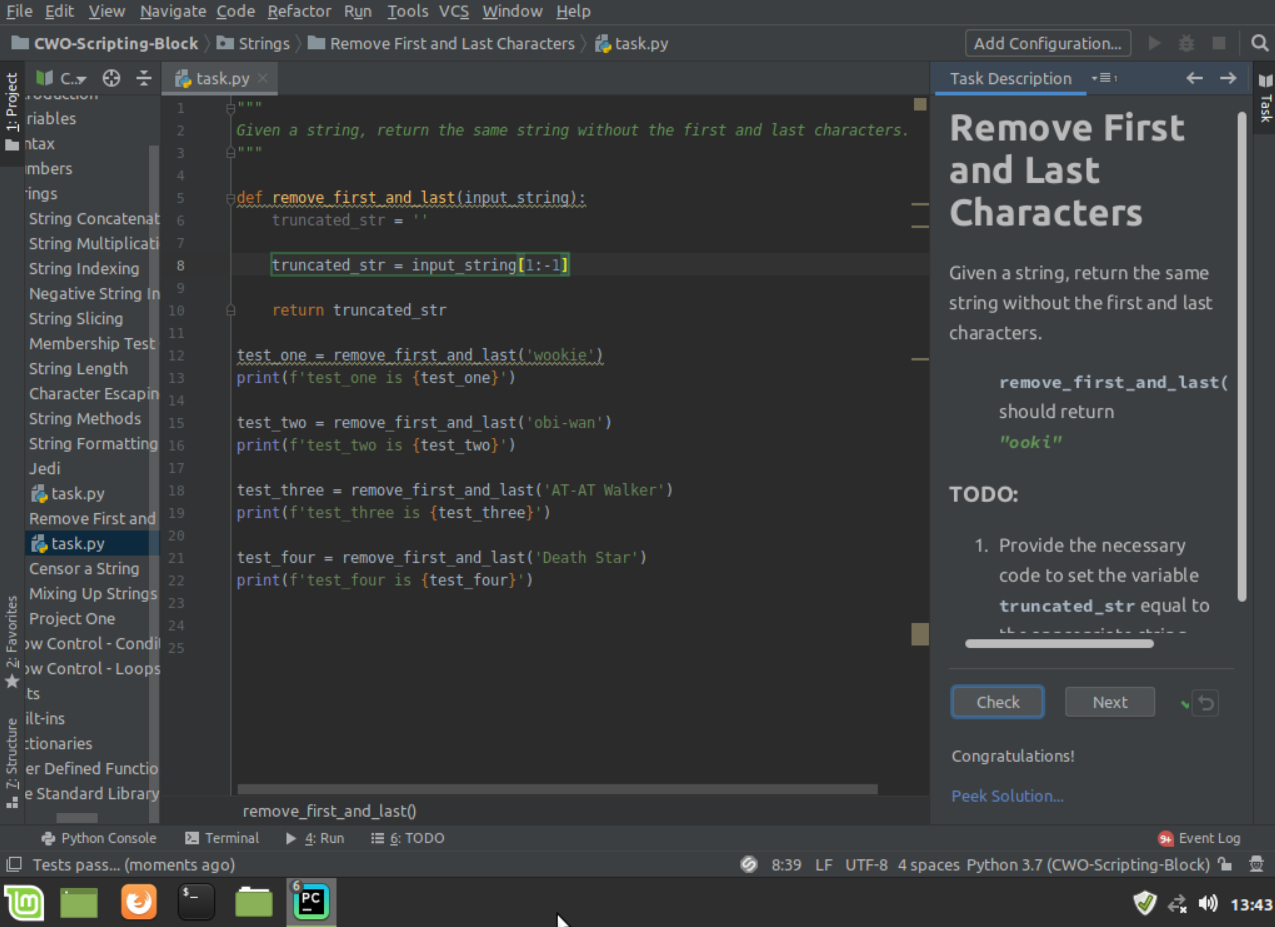 File Edit View Navigate Code Refactor Run Tools VCS Window Help
CWO-Scripting-Block Strings Remove First and Last Characters task.py Add Configuration...
1: Project
C..
task.py
riables
ntax
mbers
ings
String Concatenat
String Multiplicati
String Indexing
Negative String In
String Slicing
Membership Test
String Length
Character Escapin
String Methods
String Formatting
Jedi
task.py
Remove First and
task.py
Censor a String
Mixing Up Strings
Project One
ow Control - Condi
ow Control - Loops
ts
ilt-ins
ctionaries
er Defined Functio
e Standard Library
2: Favorites
7: Structure
1 """
2 Given a string, return the same string without the first and last characters.
3 """
4
5 def remove_first_and_last(input_string):
6 truncated_str = ''
7
8 truncated_str = input_string[1:-1]
9
10 return truncated_str
11
12 test_one = remove_first_and_last('wookie')
13 print(f'test_one is {test_one}')
14
15 test_two = remove_first_and_last('obi-wan')
16 print(f'test_two is {test_two}')
17
18 test_three = remove_first_and_last('AT-AT Walker')
19 print(f'test_three is {test_three}')
20
21 test_four = remove_first_and_last('Death Star')
22 print(f'test_four is {test_four}')
23
24
25
remove_first_and_last()
Task Description 1
Task
Remove First
and Last
Characters
Given a string, return the same
string without the first and last
characters.
remove_first_and_last(
should return
"ooki"
TODO:
1. Provide the necessary
code to set the variable
truncated_str equal to
Check Next
Congratulations!
Peek Solution...
Python Console Terminal 4: Run 6: TODO 9+ Event Log
Tests pass... (moments ago) 8:39 LF UTF-8 4 spaces Python 3.7 (CWO-Scripting-Block)
$_ 6 PC 13:43